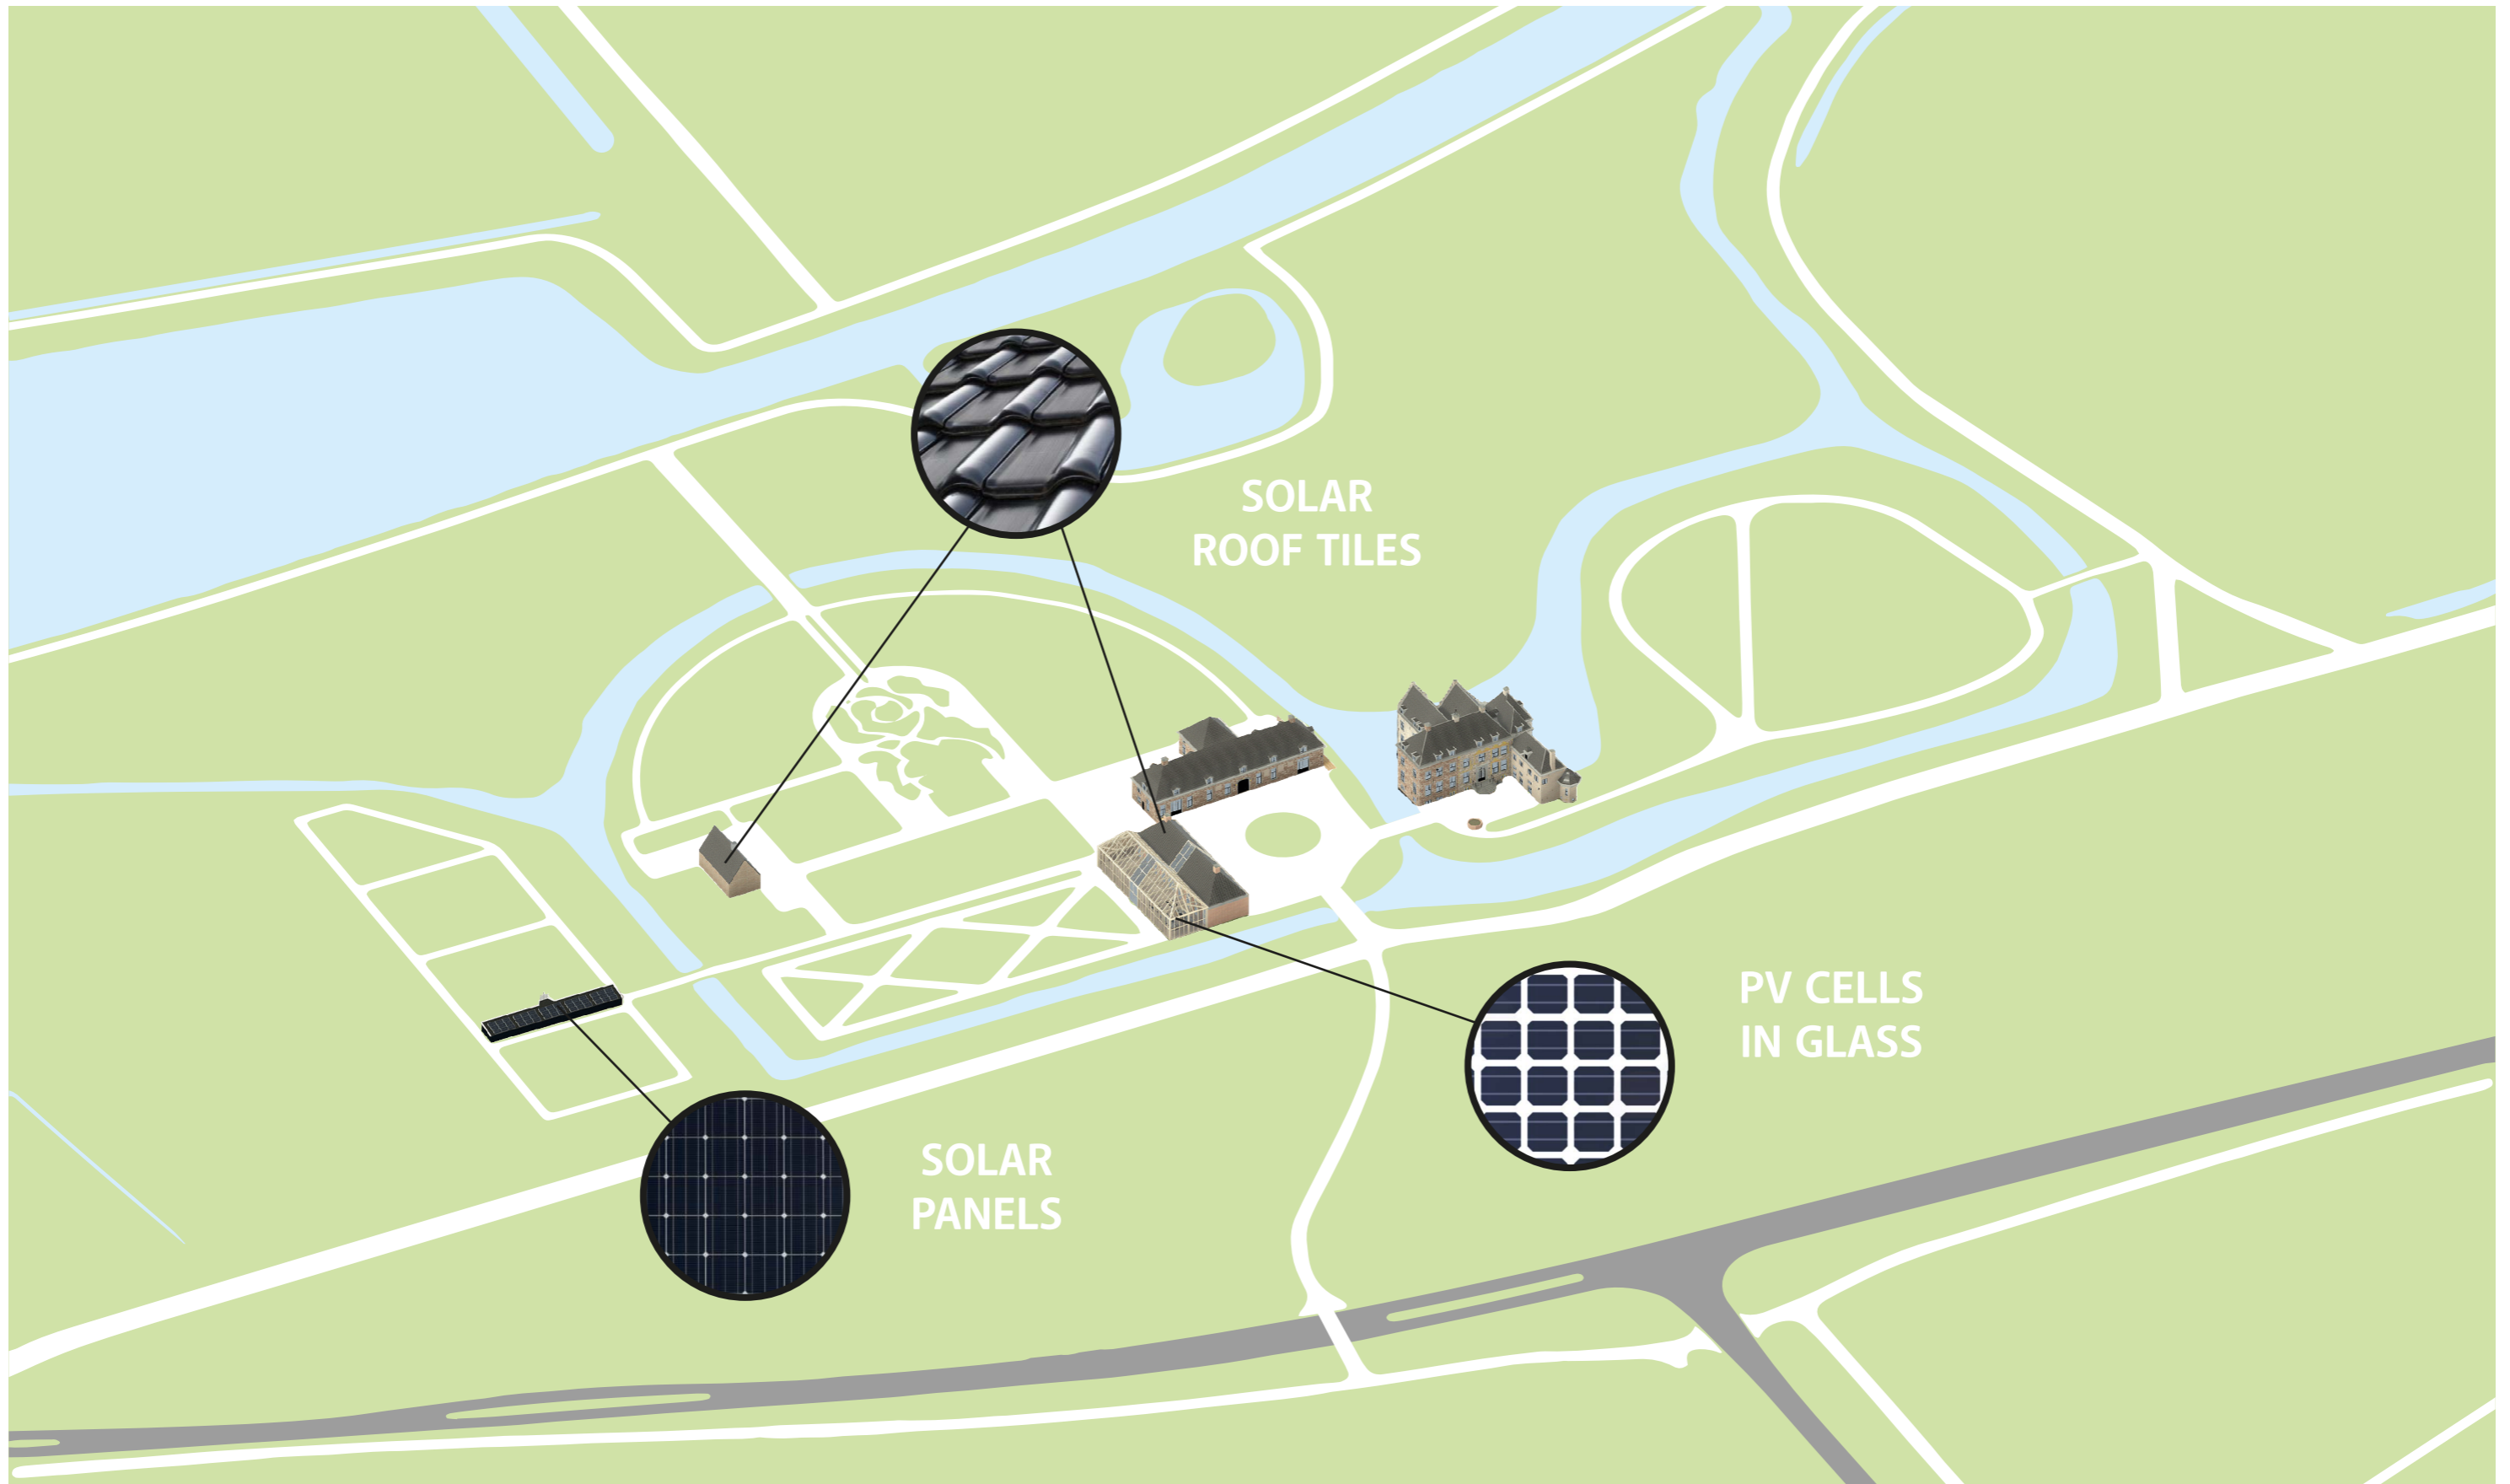 SOLAR
ROOF TILES
PV CELLS
IN GLASS
SOLAR
PANELS